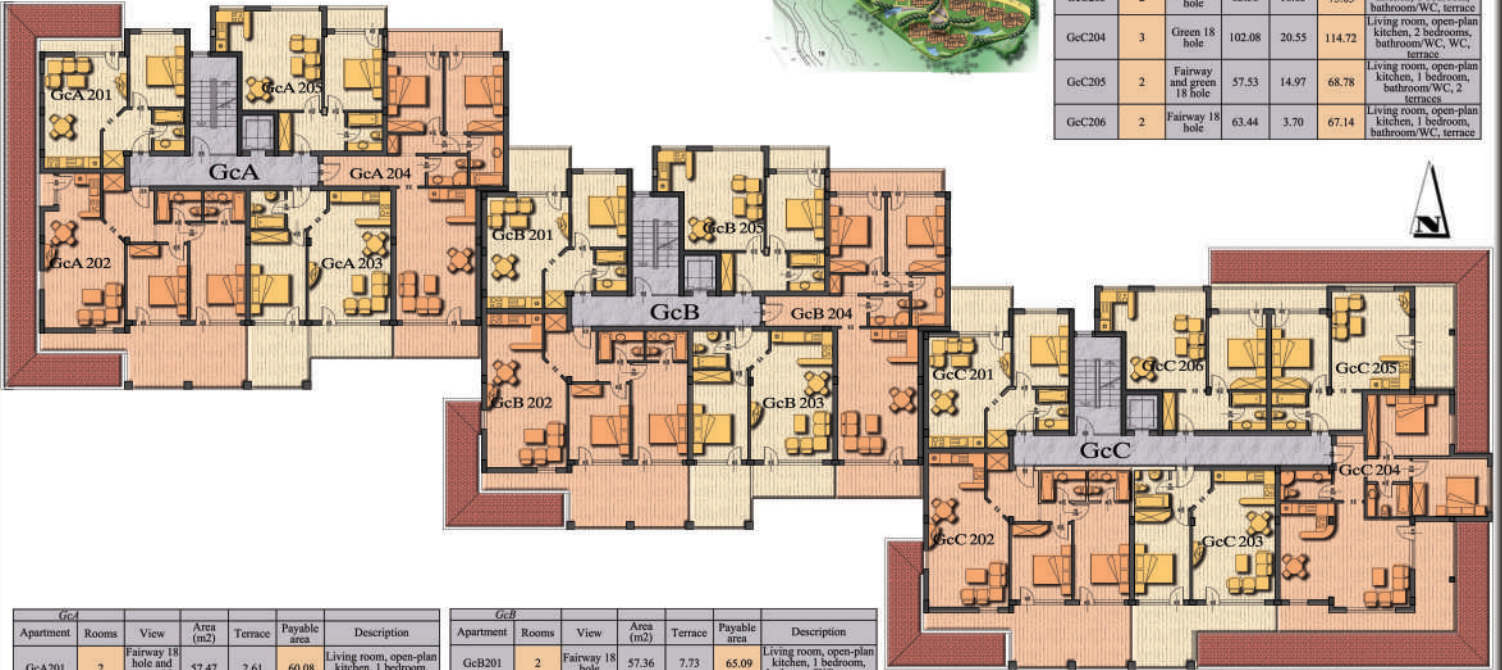 hole
bathroom/WC, terrace
GcC204 3 Green 18 hole 102.08 20.55 114.72 Living room, open-plan kitchen, 2 bedrooms, bathroom/WC, WC, terrace
GcC205 2 Fairway and green 18 hole 57.53 14.97 68.78 Living room, open-plan kitchen, 1 bedroom, bathroom/WC, 2 terraces
GcC206 2 Fairway 18 hole 63.44 3.70 67.14 Living room, open-plan kitchen, 1 bedroom, bathroom/WC, terrace
GcA 201
GcA 205
GcA
GcA 204
GcA 202
GcA 203
N
GcB 201
GcB 205
GcB
GcB 204
GcB 202
GcB 203
GcC 201
GcC 206
GcC 205
GcC
GcC 204
GcC 202
GcC 203
GcA
Apartment Rooms View Area (m2) Terrace Payable area Description
GcA201 2 Fairway 18 hole and 57.47 2.61 60.08 Living room, open-plan kitchen, 1 bedroom,
GcB
Apartment Rooms View Area (m2) Terrace Payable area Description
GcB201 2 Fairway 18 hole 57.36 7.73 65.09 Living room, open-plan kitchen, 1 bedroom,